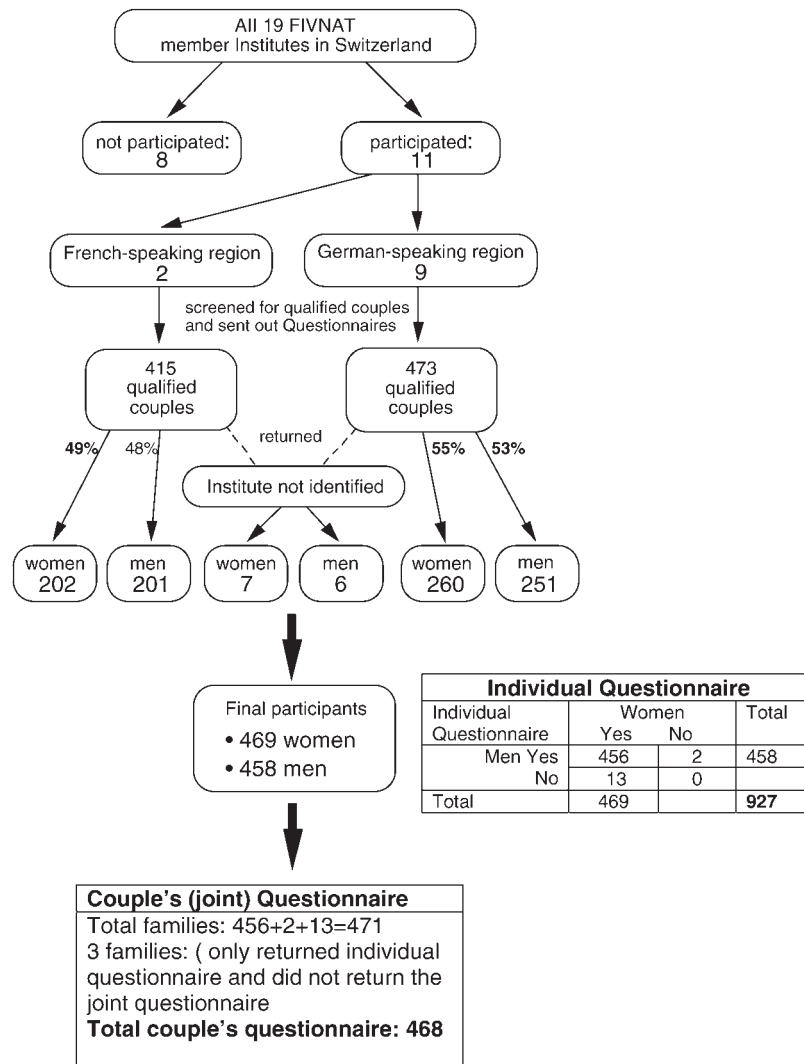 All 19 FIVNAT
member Institutes in Switzerland
not participated:
8
participated:
11
French-speaking region
2
German-speaking region
9
screened for qualified couples
and sent out Questionnaires
415
qualified
couples
473
qualified
couples
49% 48% returned 55% 53%
Institute not identified
women
202
men
201
women
7
men
6
women
260
men
251
Final participants
• 469 women
• 458 men
Individual Questionnaire
Individual Women Total
Questionnaire Yes No
Men Yes 456 2 458
No 13 0
Total 469 927
Couple's (joint) Questionnaire
Total families: 456+2+13=471
3 families: ( only returned individual
questionnaire and did not return the
joint questionnaire
Total couple's questionnaire: 468